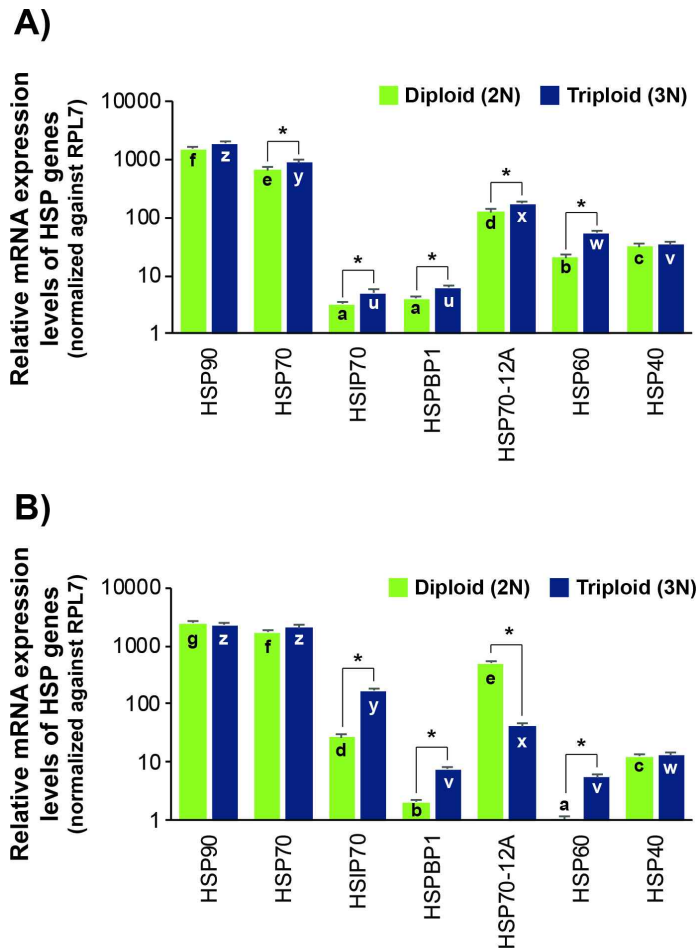 A)
Diploid (2N) Triploid (3N)
Relative mRNA expression
levels of HSP genes
(normalized against RPL7)
10000
1000
100
10
1
* * * * *
f z e y a u a u d x b w c v
HSP90 HSP70 HSIP70 HSPBP1 HSP70-12A HSP60 HSP40
B)
Diploid (2N) Triploid (3N)
Relative mRNA expression
levels of HSP genes
(normalized against RPL7)
10000
1000
100
10
1
* * * *
g z f z d y b v e x a v c w
HSP90 HSP70 HSIP70 HSPBP1 HSP70-12A HSP60 HSP40